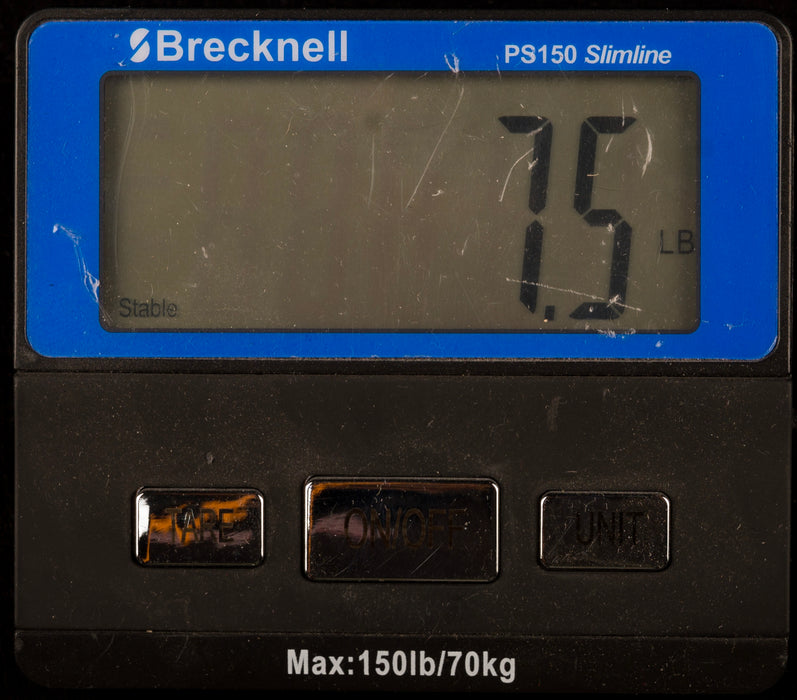 Brecknell
PS150 Slimline
7.5
LB
Stable
TARE
ON/OFF
UNIT
Max:150lb/70kg